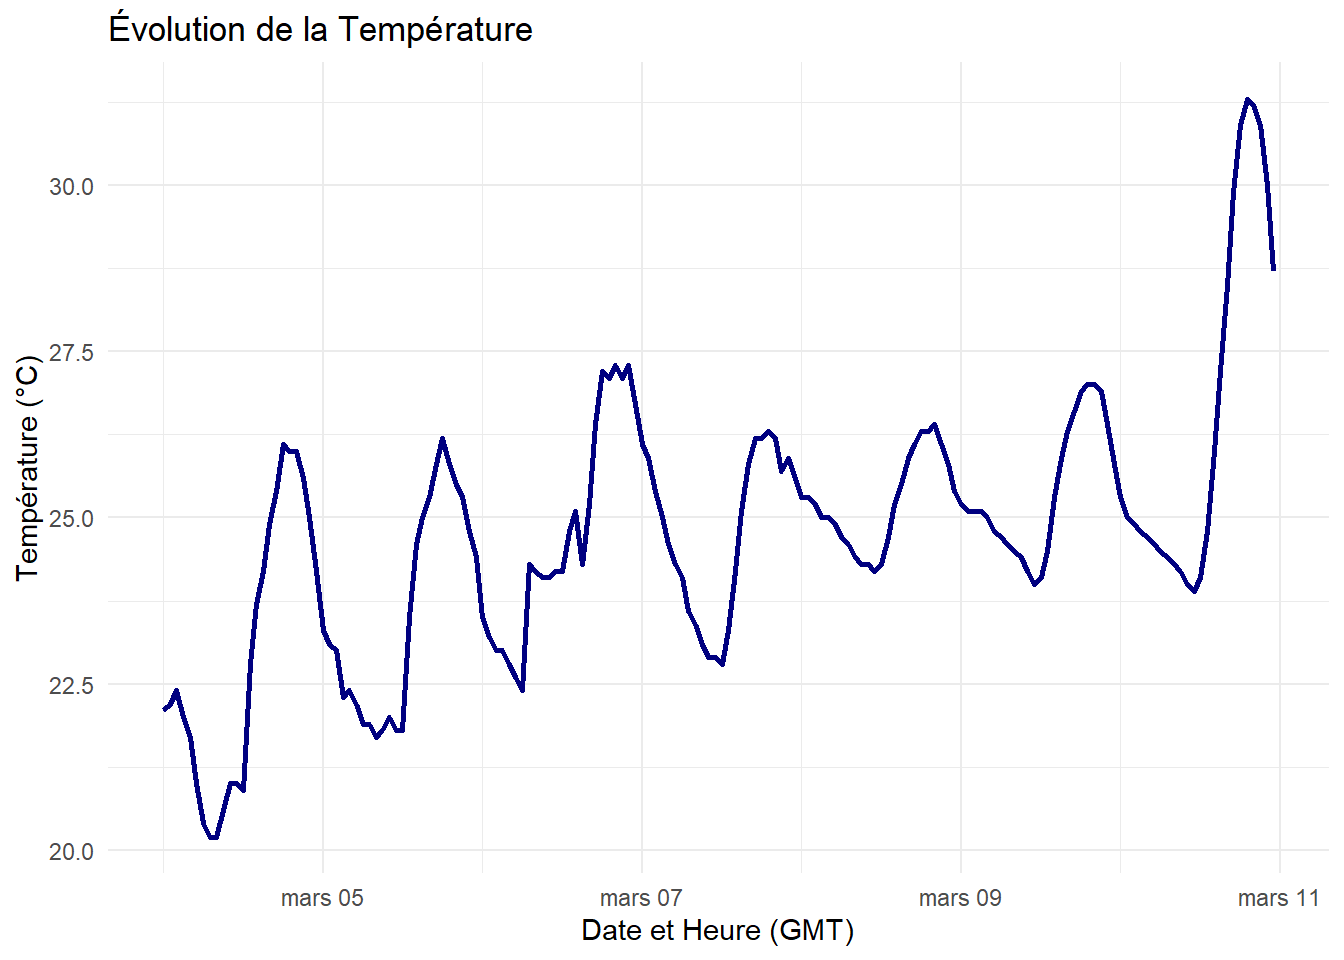 Évolution de la Température
Température (°C)
30.0
27.5
25.0
22.5
20.0
mars 05
mars 07
mars 09
mars 11
Date et Heure (GMT)